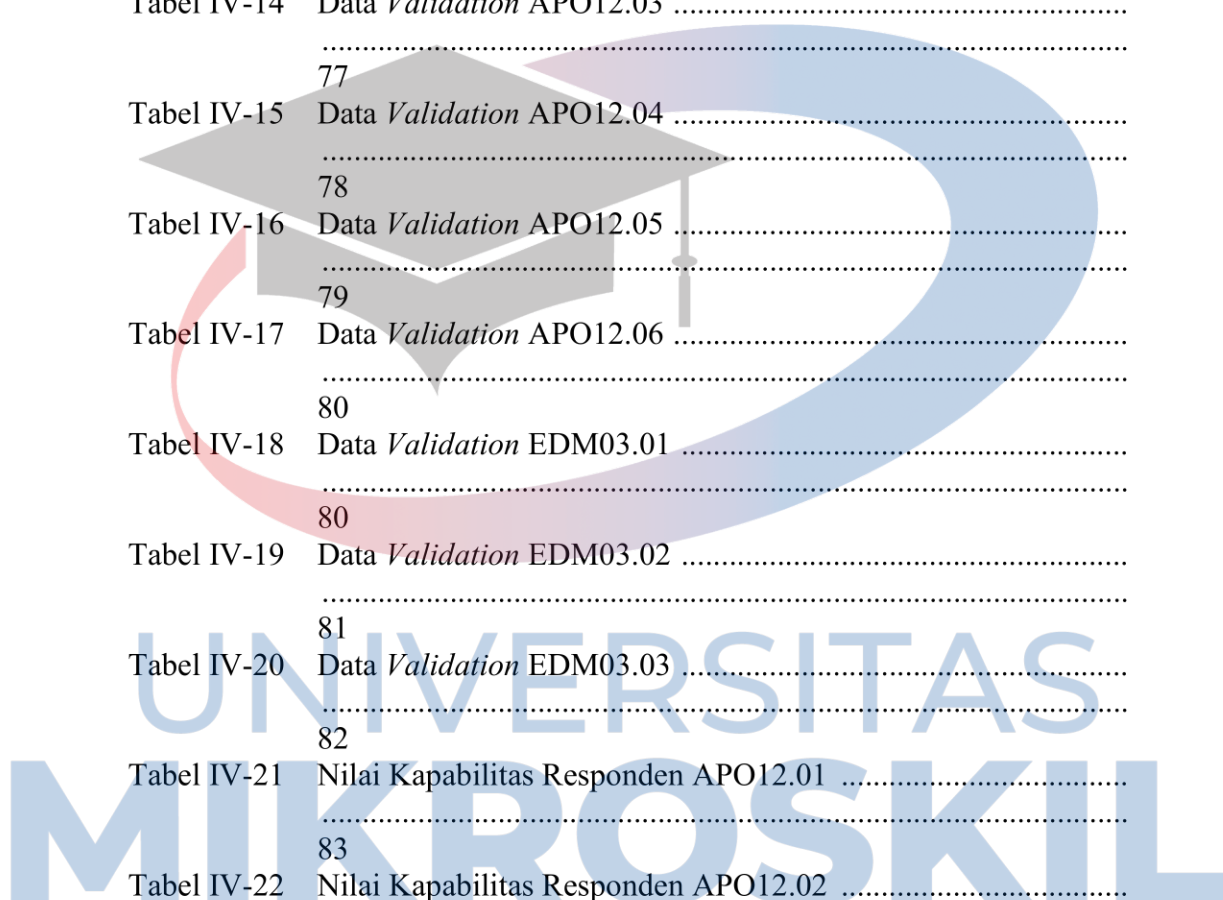 Tabel IV-14 Data Validation APO12.03 ........................................................
....................................................................................................
77
Tabel IV-15 Data Validation APO12.04 ........................................................
....................................................................................................
78
Tabel IV-16 Data Validation APO12.05 ........................................................
....................................................................................................
79
Tabel IV-17 Data Validation APO12.06 ........................................................
....................................................................................................
80
Tabel IV-18 Data Validation EDM03.01 .......................................................
....................................................................................................
80
Tabel IV-19 Data Validation EDM03.02 .......................................................
....................................................................................................
81
Tabel IV-20 Data Validation EDM03.03 .......................................................
....................................................................................................
82
Tabel IV-21 Nilai Kapabilitas Responden APO12.01 ...................................
....................................................................................................
83
Tabel IV-22 Nilai Kapabilitas Responden APO12.02 ...................................
UNIVERSITAS
MIKROSKIL